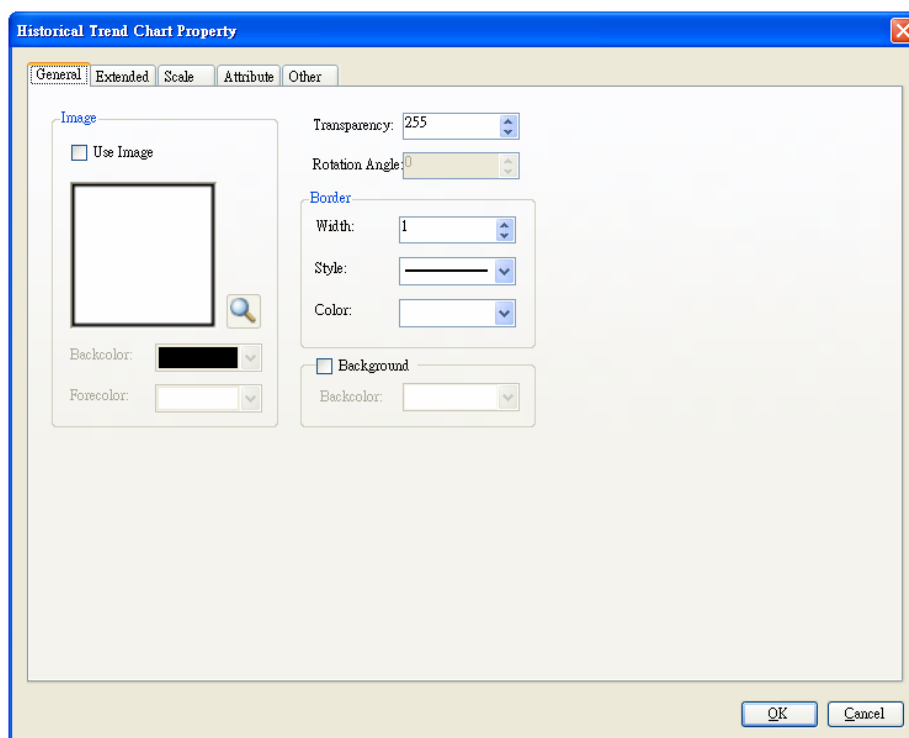 Historical Trend Chart Property
General Extended Scale Attribute Other
Image
Use Image
Backcolor:
Forecolor:
Transparency: 255
Rotation Angle: 0
Border
Width: 1
Style:
Color:
Background
Backcolor:
OK Cancel